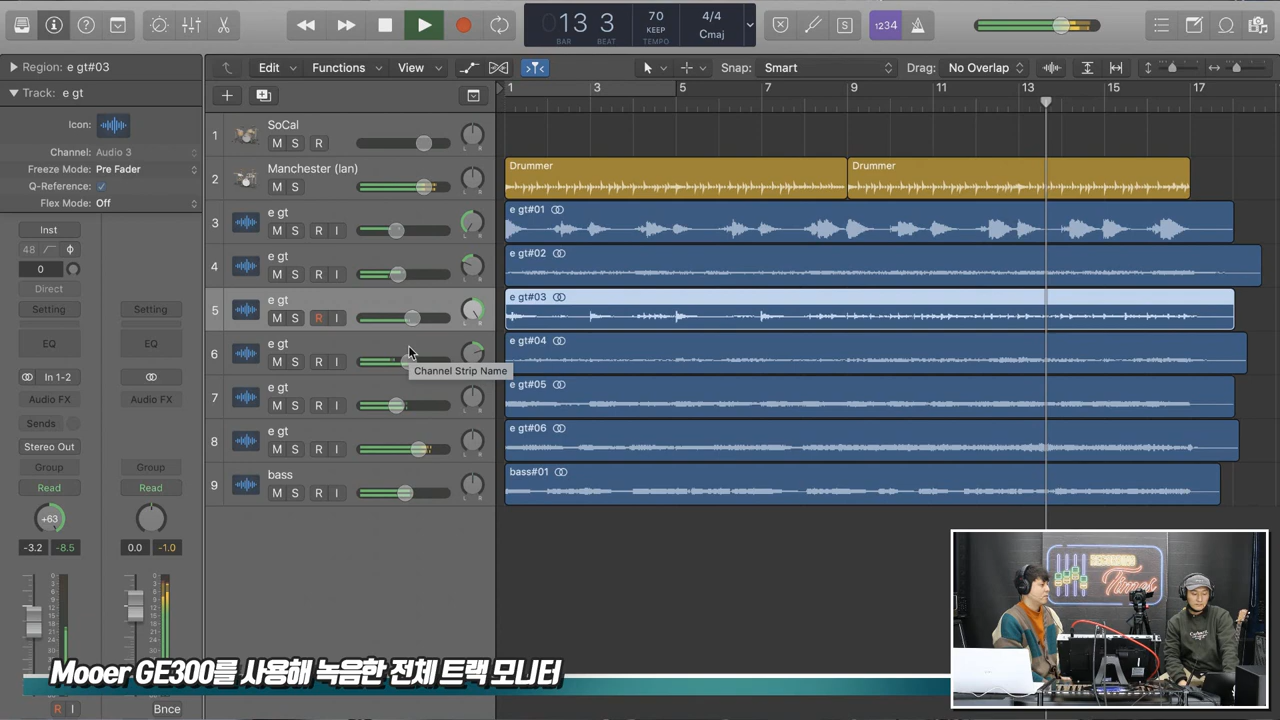 13 3
BAR BEAT
70
KEEP
TEMPO
4/4
Cmaj
1234
S
Region: e gt#03
Track: e gt
Icon:
Channel: Audio 3
Freeze Mode: Pre Fader
Q-Reference:
Flex Mode: Off
Edit Functions View
Snap: Smart
Drag: No Overlap
1 3 5 7 9 11 13 15 17
1 SoCal
M S R
2 Manchester (Ian)
M S
Drummer Drummer
3 e gt
M S R I
e gt#01
4 e gt
M S R I
e gt#02
5 e gt
M S R I
e gt#03
6 e gt
M S R I
e gt#04
Channel Strip Name
7 e gt
M S R I
e gt#05
8 e gt
M S R I
e gt#06
9 bass
M S R I
bass#01
Inst
48
0
Direct
Setting Setting
EQ EQ
In 1-2
Audio FX Audio FX
Sends
Stereo Out
Group Group
Read Read
+63
-3.2 -8.5 0.0 -1.0
R I Bnce
Times
Mooer GE300를 사용해 녹음한 전체 트랙 모니터